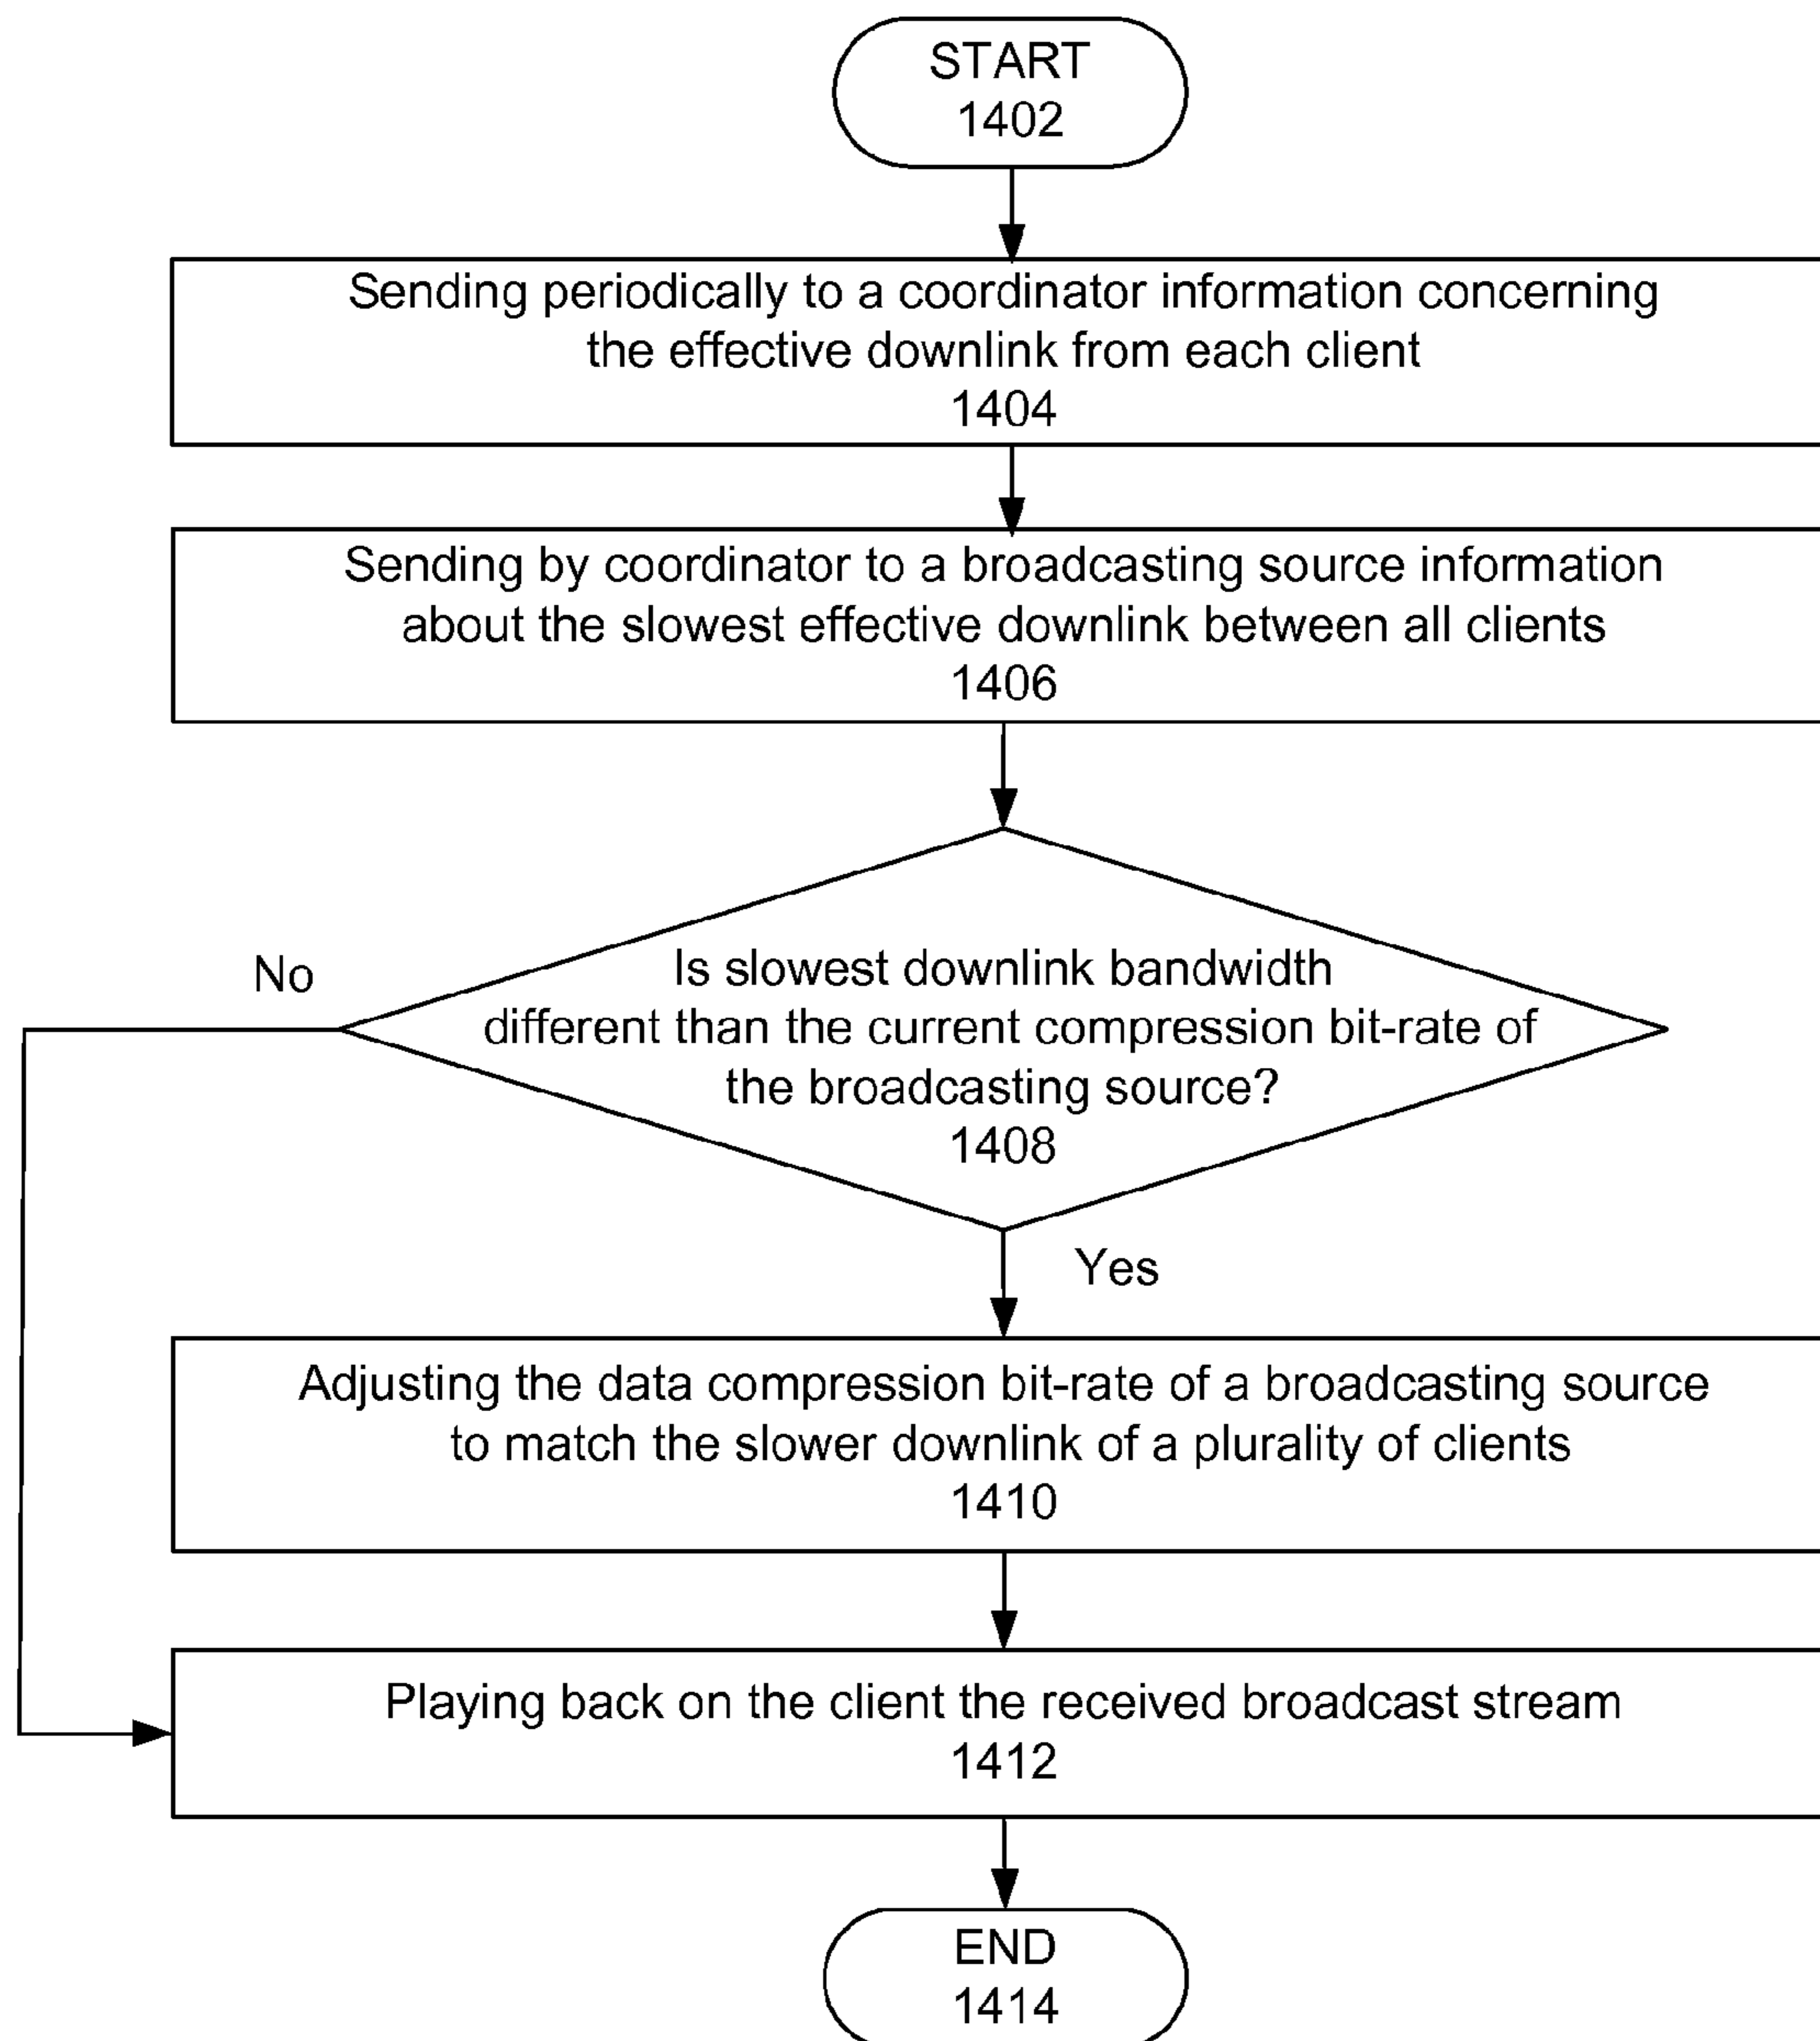 START
1402
Sending periodically to a coordinator information concerning
the effective downlink from each client
1404
Sending by coordinator to a broadcasting source information
about the slowest effective downlink between all clients
1406
No
Is slowest downlink bandwidth
different than the current compression bit-rate of
the broadcasting source?
1408
Yes
Adjusting the data compression bit-rate of a broadcasting source
to match the slower downlink of a plurality of clients
1410
Playing back on the client the received broadcast stream
1412
END
1414